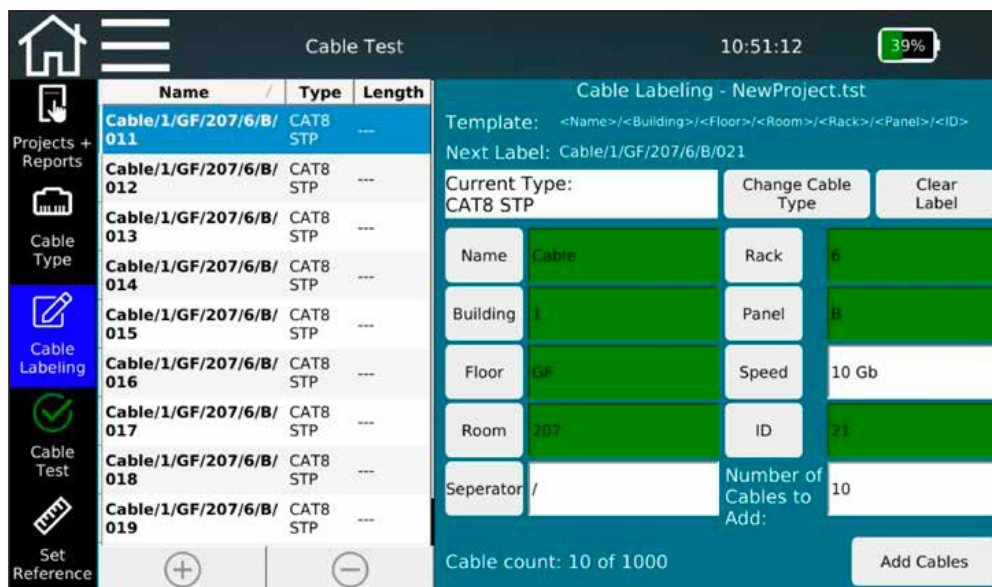 Cable Test
10:51:12
39%
Projects +
Reports
Cable
Type
Cable
Labeling
Cable
Test
Set
Reference
Name / Type Length
Cable/1/GF/207/6/B/ CAT8
011 STP ---
Cable/1/GF/207/6/B/ CAT8
012 STP ---
Cable/1/GF/207/6/B/ CAT8
013 STP ---
Cable/1/GF/207/6/B/ CAT8
014 STP ---
Cable/1/GF/207/6/B/ CAT8
015 STP ---
Cable/1/GF/207/6/B/ CAT8
016 STP ---
Cable/1/GF/207/6/B/ CAT8
017 STP ---
Cable/1/GF/207/6/B/ CAT8
018 STP ---
Cable/1/GF/207/6/B/ CAT8
019 STP ---
Cable Labeling - NewProject.tst
Template: <Name>/<Building>/<Floor>/<Room>/<Rack>/<Panel>/<ID>
Next Label: Cable/1/GF/207/6/B/021
Current Type:
CAT8 STP
Change Cable
Type
Clear
Label
Name Cable Rack 6
Building 1 Panel B
Floor GF Speed 10 Gb
Room 207 ID 21
Seperator / Number of
Cables to
Add: 10
Cable count: 10 of 1000
Add Cables